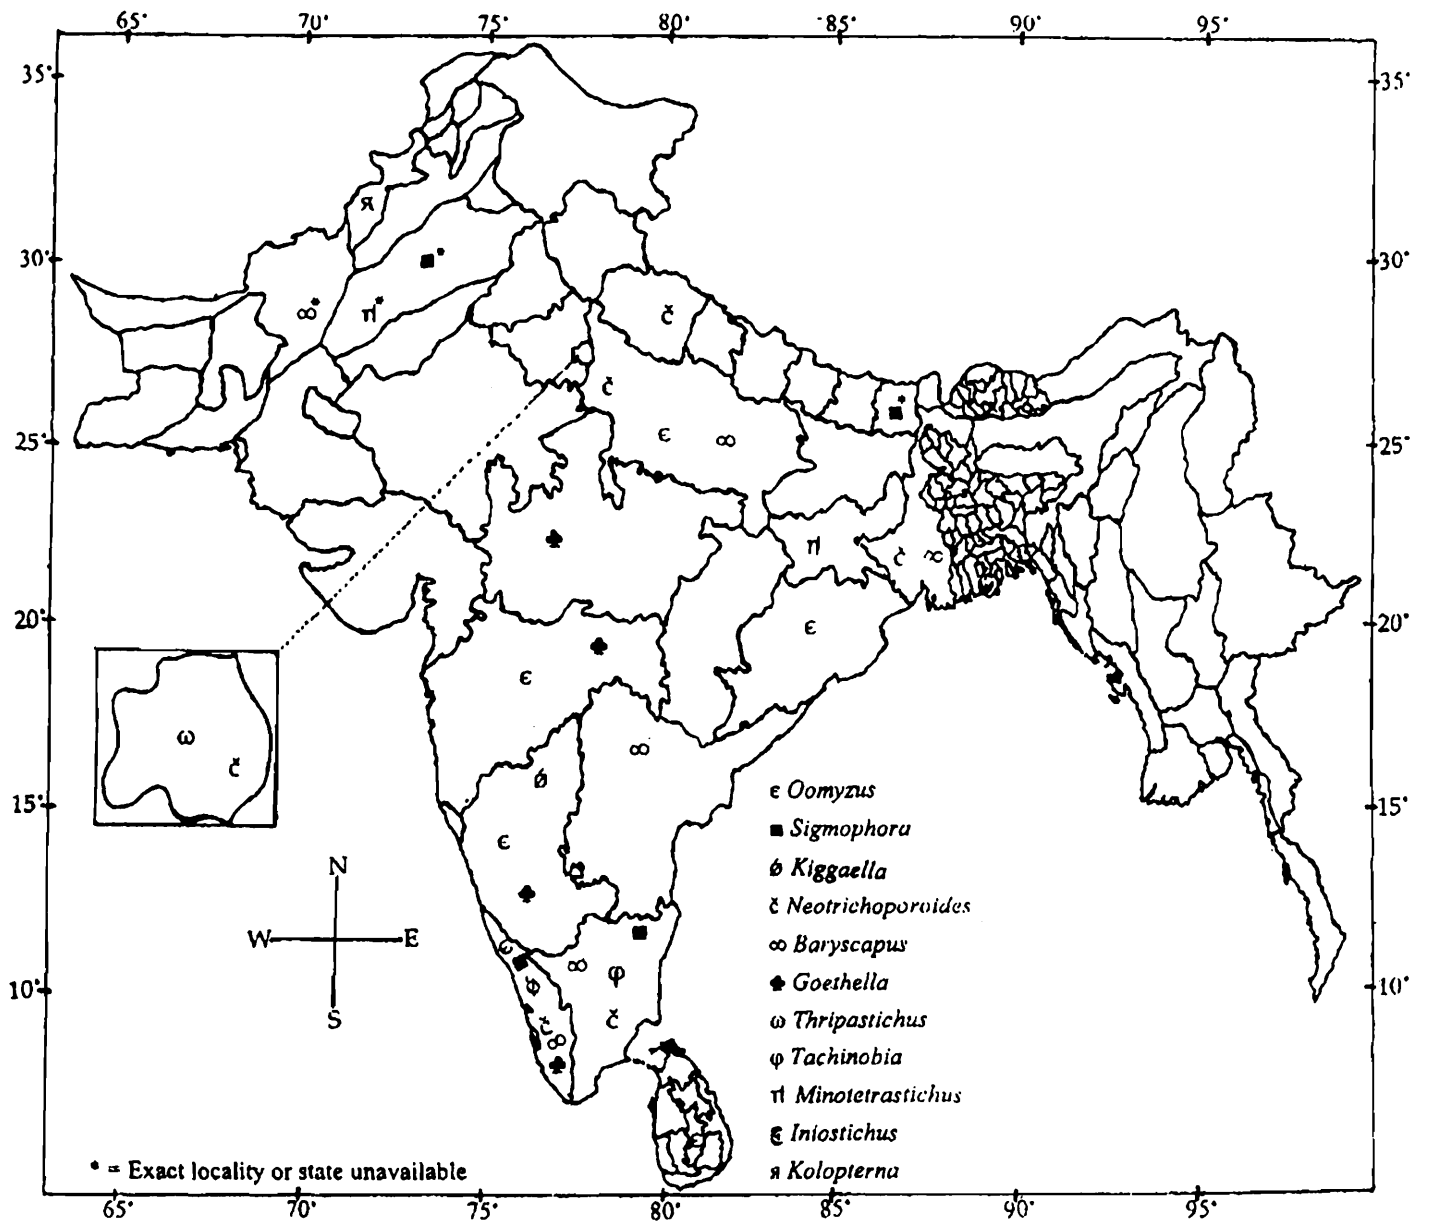 65° 70° 75° 80° 85° 90° 95°
35° 35°
я
30° ■* 30°
∞* π* č
č ■*
25° ϵ ∞ 25°
♣ π č ∞
20° ϵ 20°
♣
ϵ
ω ∞
č ǿ
15° 15°
ϵ Oomyzus
■ Sigmophora
ϵ
ǿ Kiggaella
♣
č Neotrichoporoides
N
W E
S
■
ϵ ∞ Baryscapus
■ ∞ φ
10° φ ♣ Goethella 10°
č č ω Thripastichus
∞
♣ φ Tachinobia
π Minotetrastichus
ϵ Iniostichus
* = Exact locality or state unavailable
я Kolopterna
65° 70° 75° 80° 85° 90° 95°